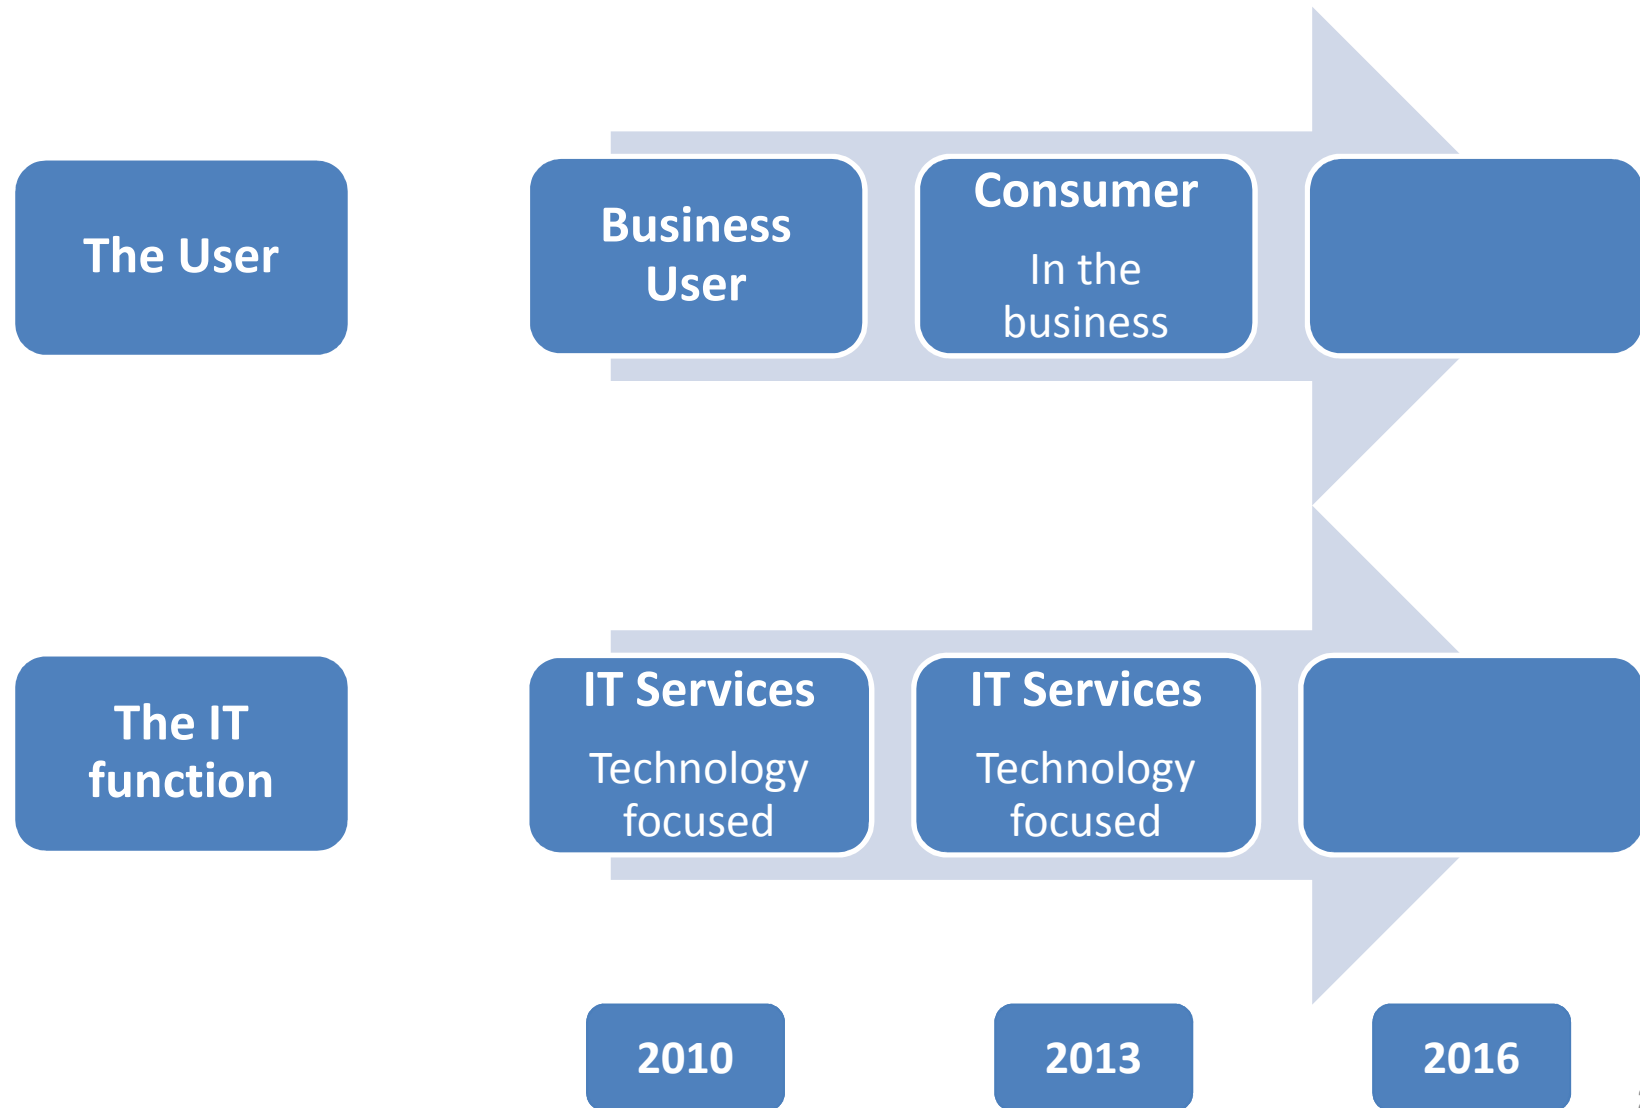 The User
Business
User
Consumer
In the
business
The IT
function
IT Services
Technology
focused
IT Services
Technology
focused
2010
2013
2016